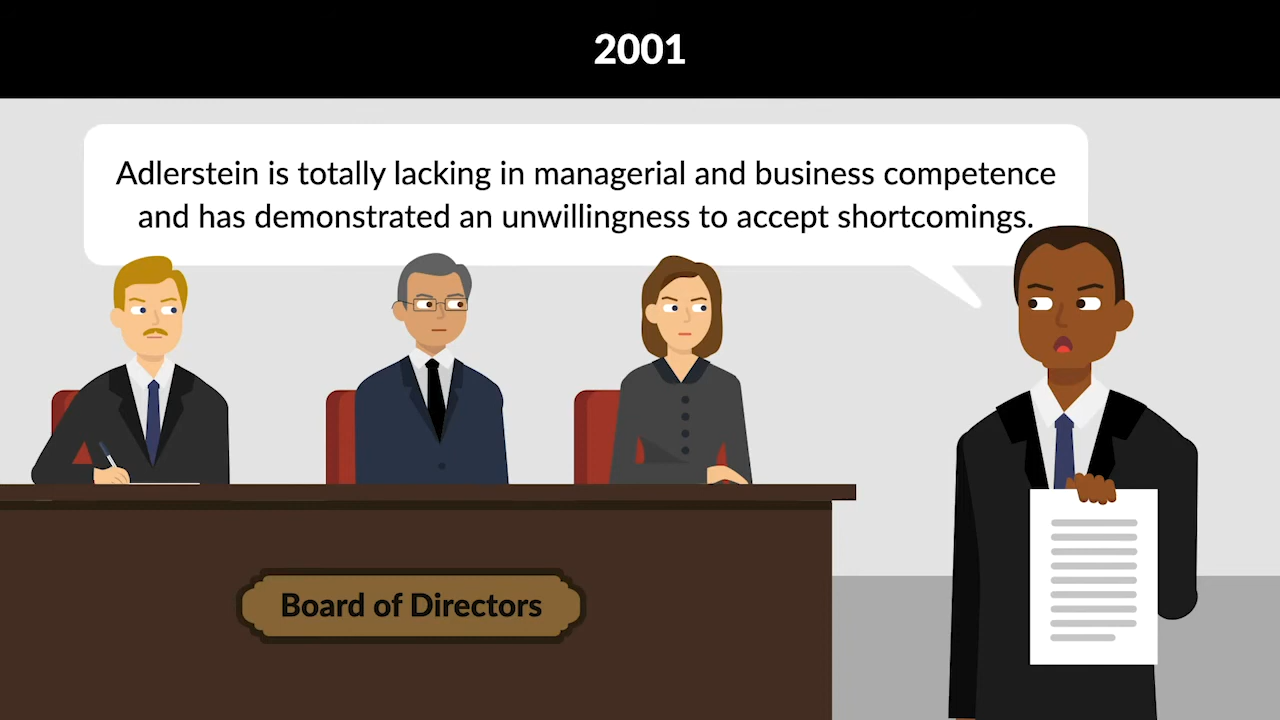 2001
Adlerstein is totally lacking in managerial and business competence
and has demonstrated an unwillingness to accept shortcomings.
Board of Directors